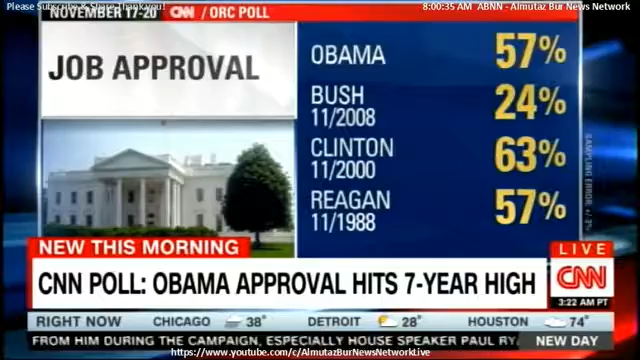 Please Subscribe & Share Thank you!
8:00:35 AM ABNN - Almutaz Bur News Network
NOVEMBER 17-20 CNN / ORC POLL
JOB APPROVAL
OBAMA 57%
BUSH 11/2008 24%
CLINTON 11/2000 63%
REAGAN 11/1988 57%
SAMPLING ERROR: +/-3%
NEW THIS MORNING
LIVE
CNN POLL: OBAMA APPROVAL HITS 7-YEAR HIGH
CNN
3:22 AM PT
RIGHT NOW CHICAGO 38° DETROIT 28° HOUSTON 74°
FROM HIM DURING THE CAMPAIGN, ESPECIALLY HOUSE SPEAKER PAUL RY
NEW DAY
https://www.youtube.com/c/AlmutazBurNewsNetworkLive